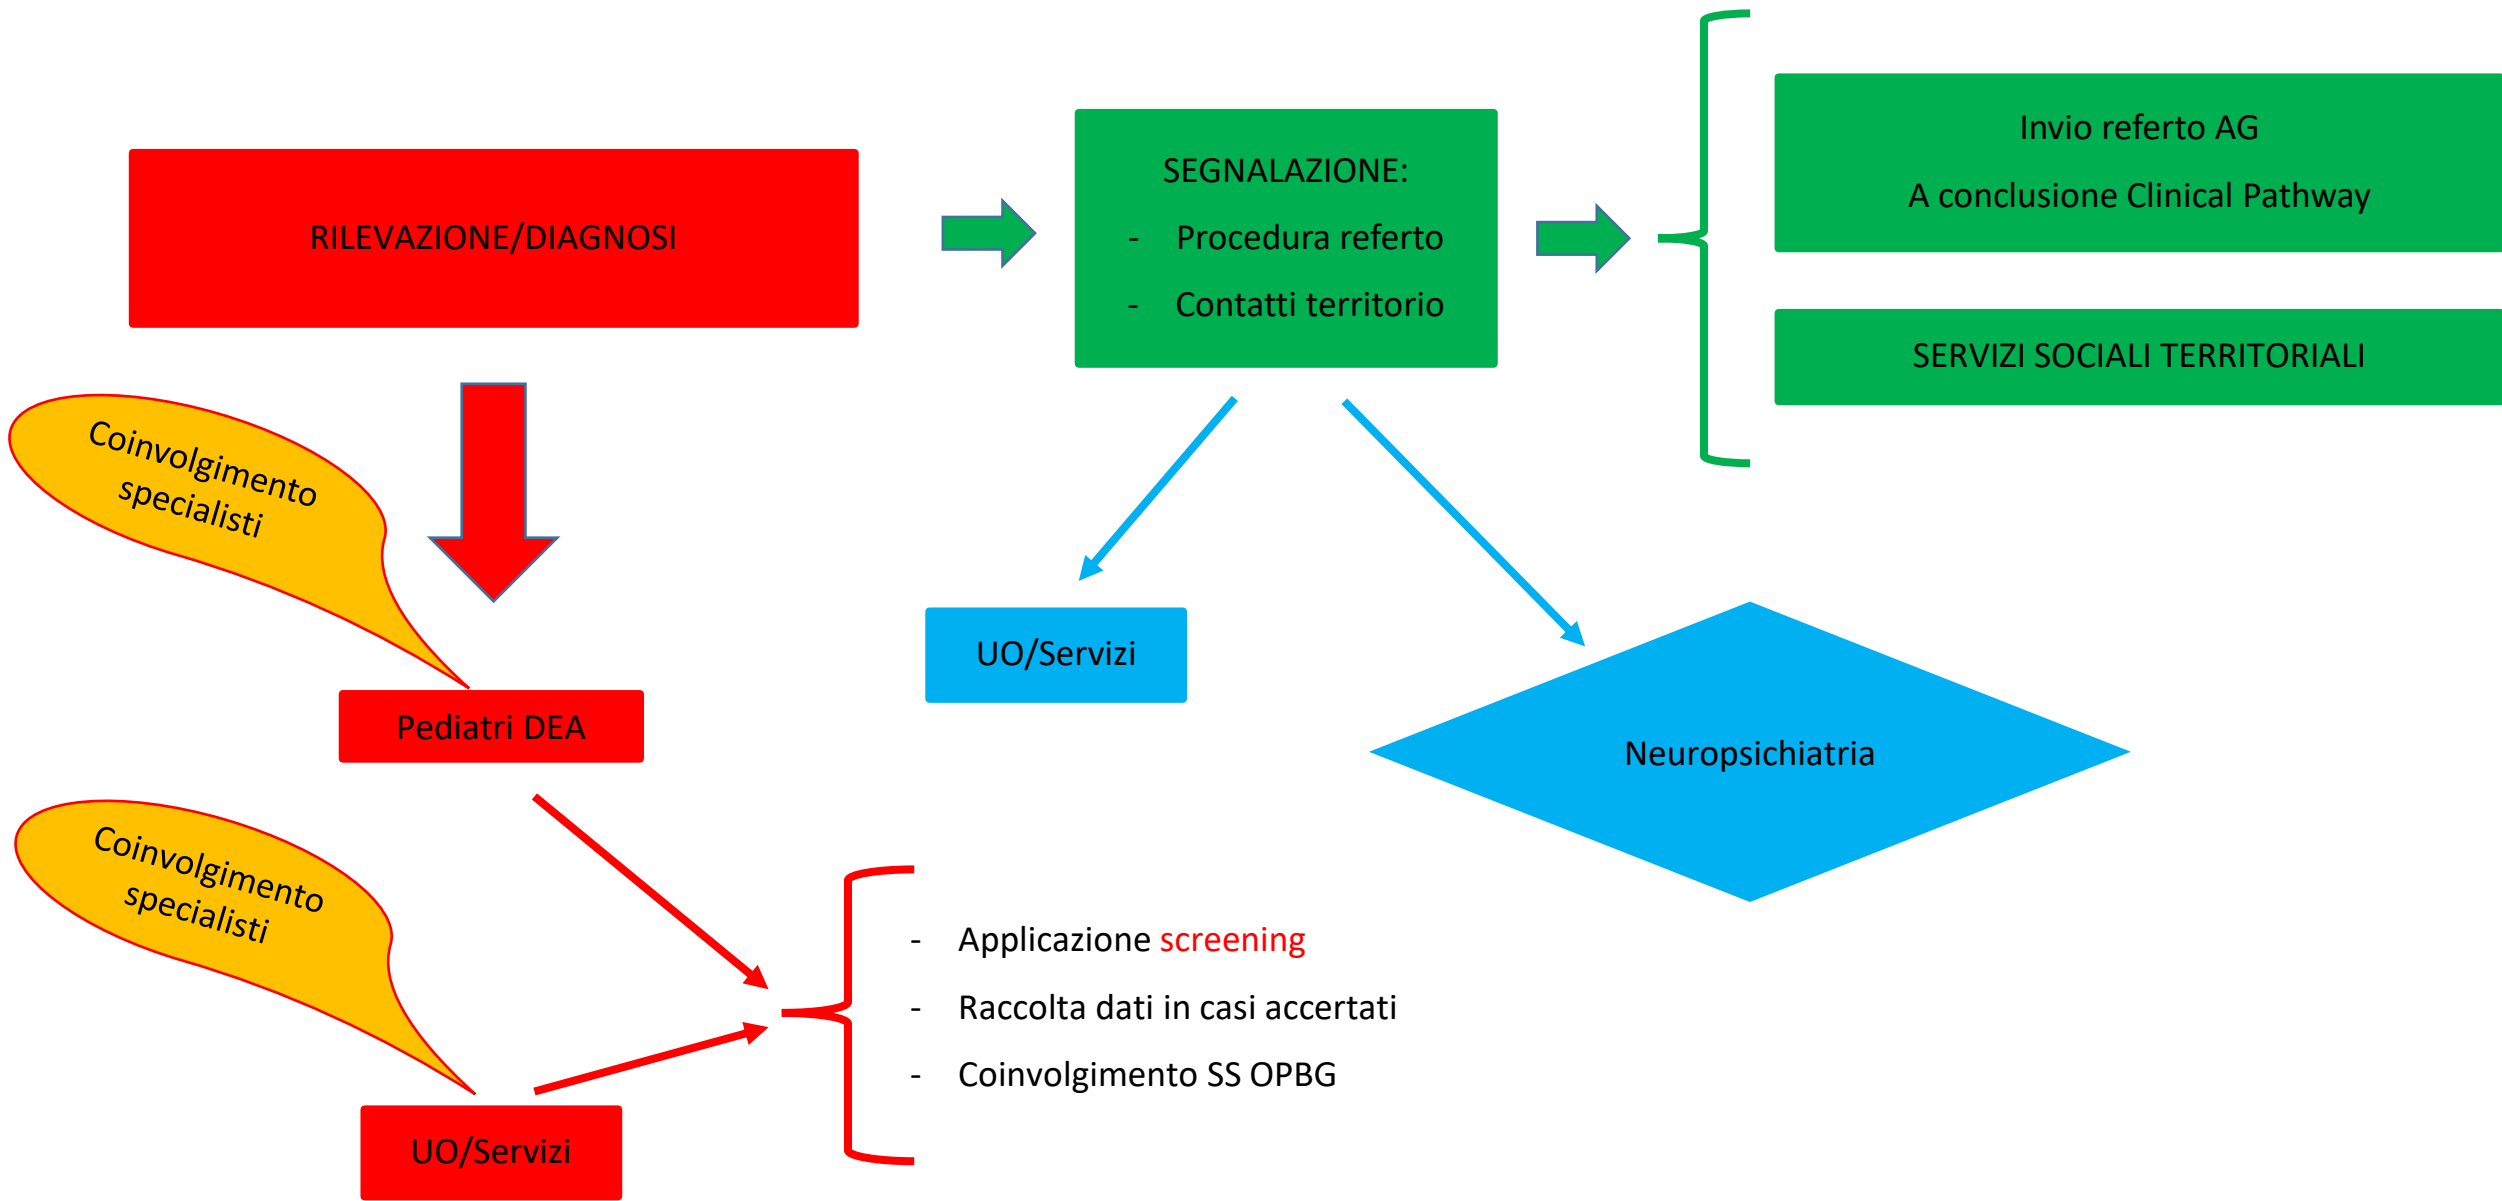 RILEVAZIONE/DIAGNOSI
SEGNALAZIONE:
- Procedura referto
- Contatti territorio
Invio referto AG
A conclusione Clinical Pathway
SERVIZI SOCIALI TERRITORIALI
Coinvolgimento
specialisti
Pediatri DEA
UO/Servizi
Neuropsichiatria
Coinvolgimento
specialisti
UO/Servizi
- Applicazione screening
- Raccolta dati in casi accertati
- Coinvolgimento SS OPBG